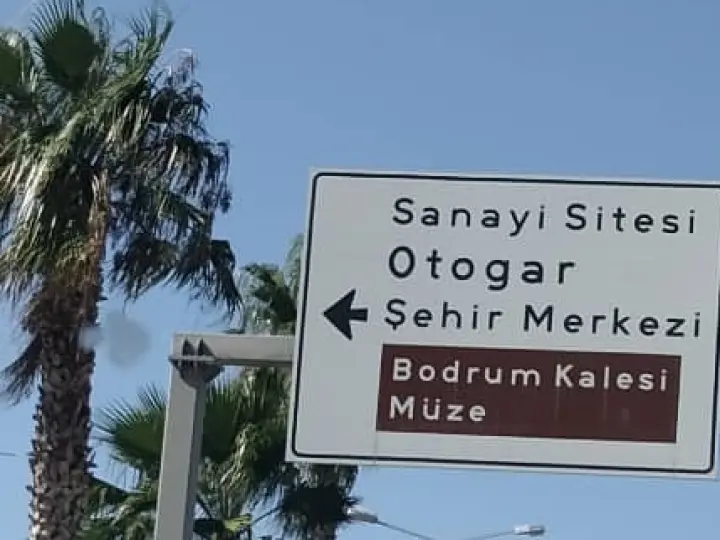 Sanayi Sitesi
Otogar
Şehir Merkezi
Bodrum Kalesi
Müze